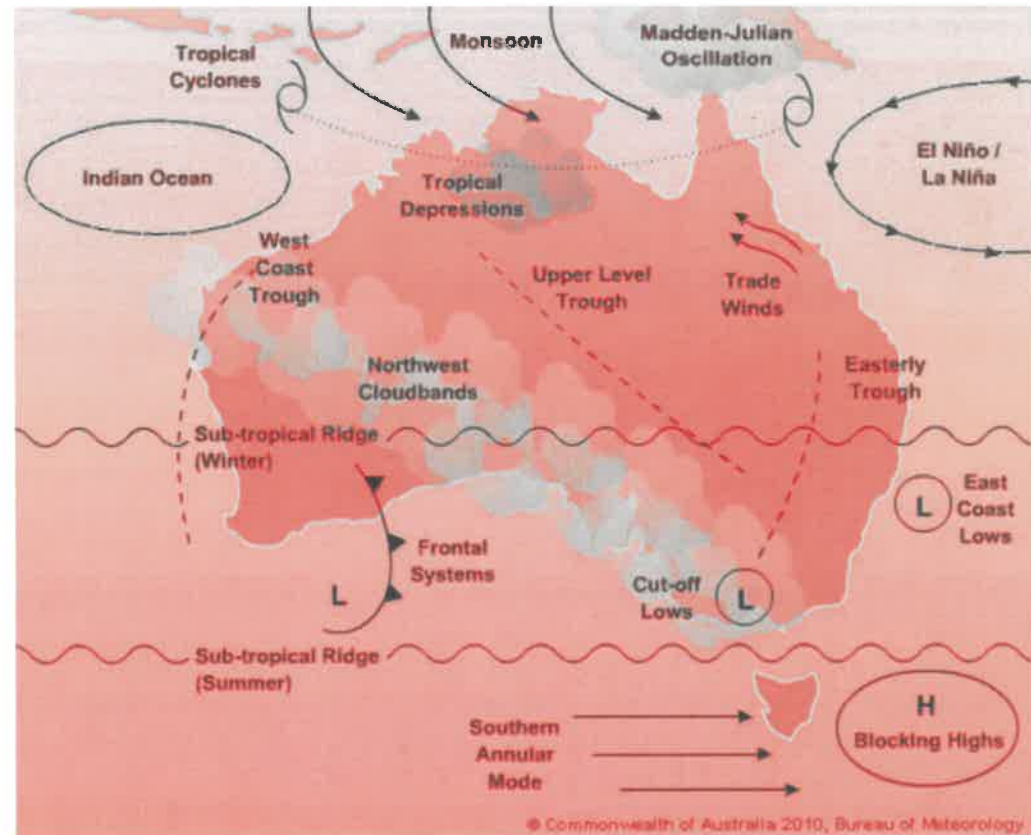 Tropical
Cyclones
Monsoon
Madden-Julian
Oscillation
Indian Ocean
El Niño /
La Niña
Tropical
Depressions
West
Coast
Trough
Upper Level
Trough
Trade
Winds
Northwest
Cloudbands
Easterly
Trough
Sub-tropical Ridge
(Winter)
L
East
Coast
Lows
Frontal
Systems
L
Cut-off
Lows
L
Sub-tropical Ridge
(Summer)
Southern
Annular
Mode
H
Blocking Highs
© Commonwealth of Australia 2010, Bureau of Meteorology